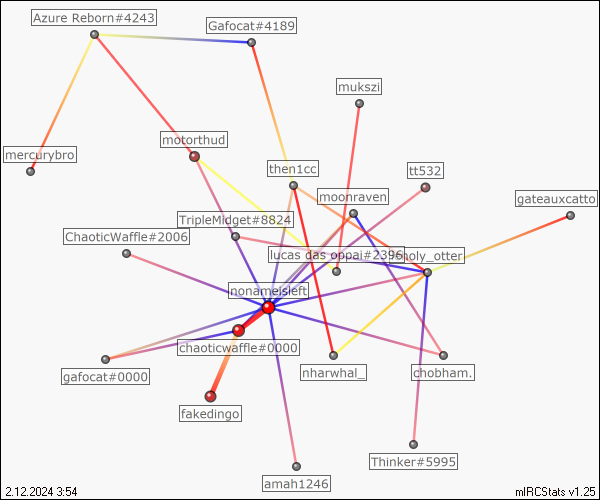 Azure Reborn#4243
Gafocat#4189
mukszi
motorthud
mercurybro
then1cc
tt532
moonraven
gateauxcatto
TripleMidget#8824
ChaoticWaffle#2006
lucas das oppai#2396
holy_otter
nonameisleft
chaoticwaffle#0000
gafocat#0000
nharwhal_
chobham.
fakedingo
Thinker#5995
amah1246
2.12.2024 3:54
mIRCStats v1.25